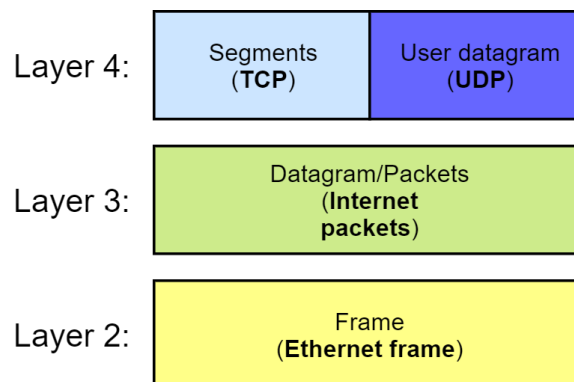 Layer 4:
Segments
(TCP)
User datagram
(UDP)
Layer 3:
Datagram/Packets
(Internet
packets)
Layer 2:
Frame
(Ethernet frame)